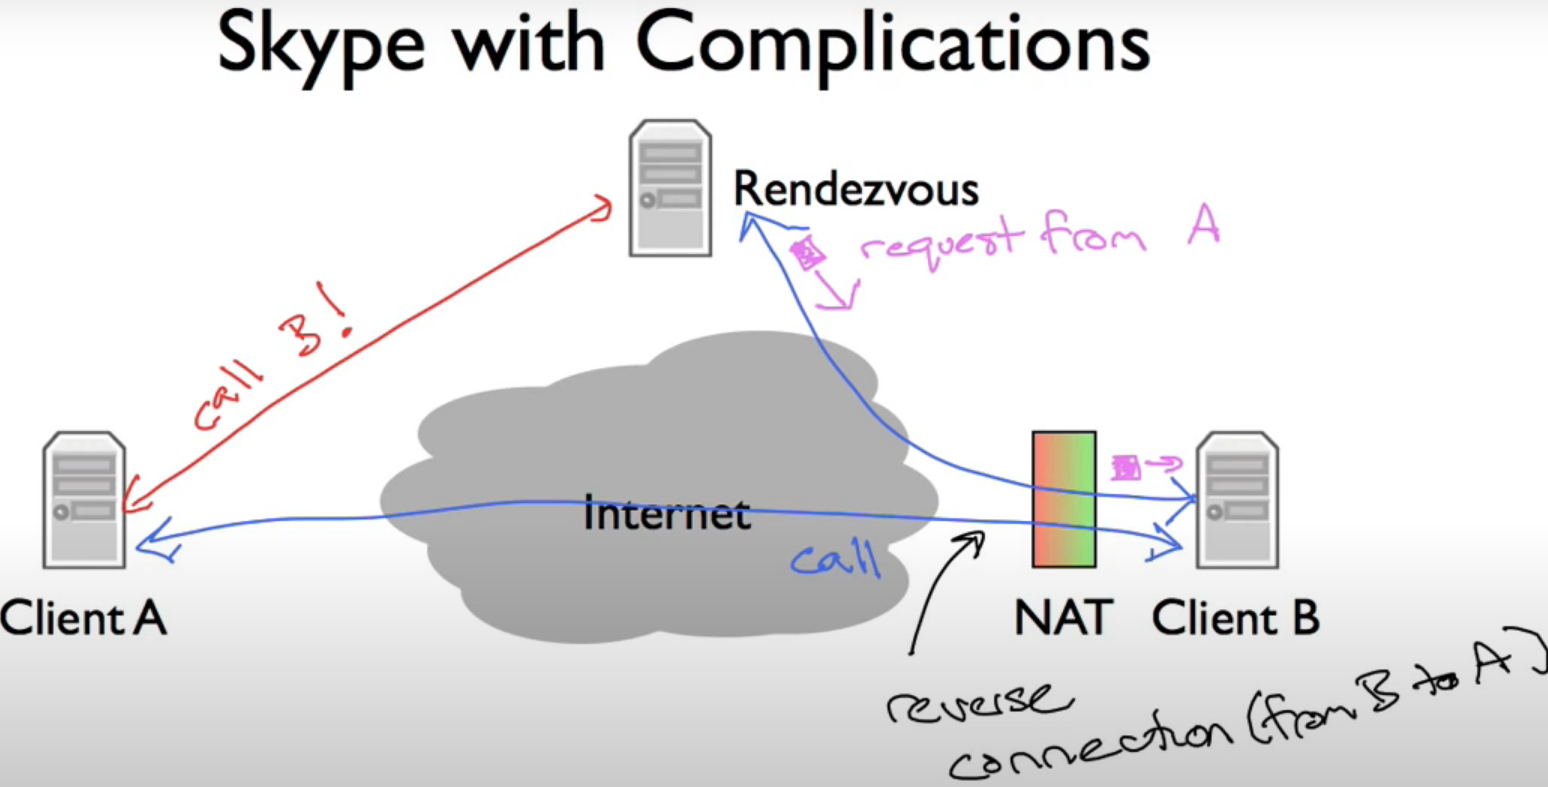 Skype with Complications
Rendezvous
request from A
call B!
Internet
call
Client A
NAT
Client B
reverse
connection (from B to A)